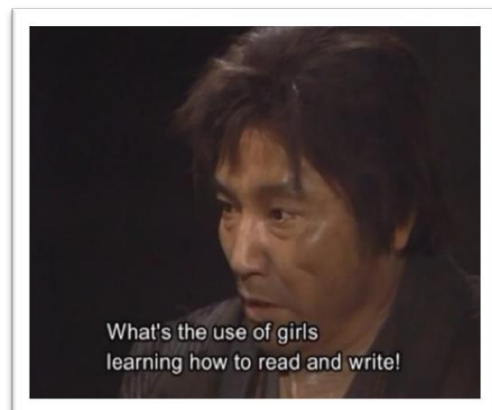 What's the use of girls
learning how to read and write!